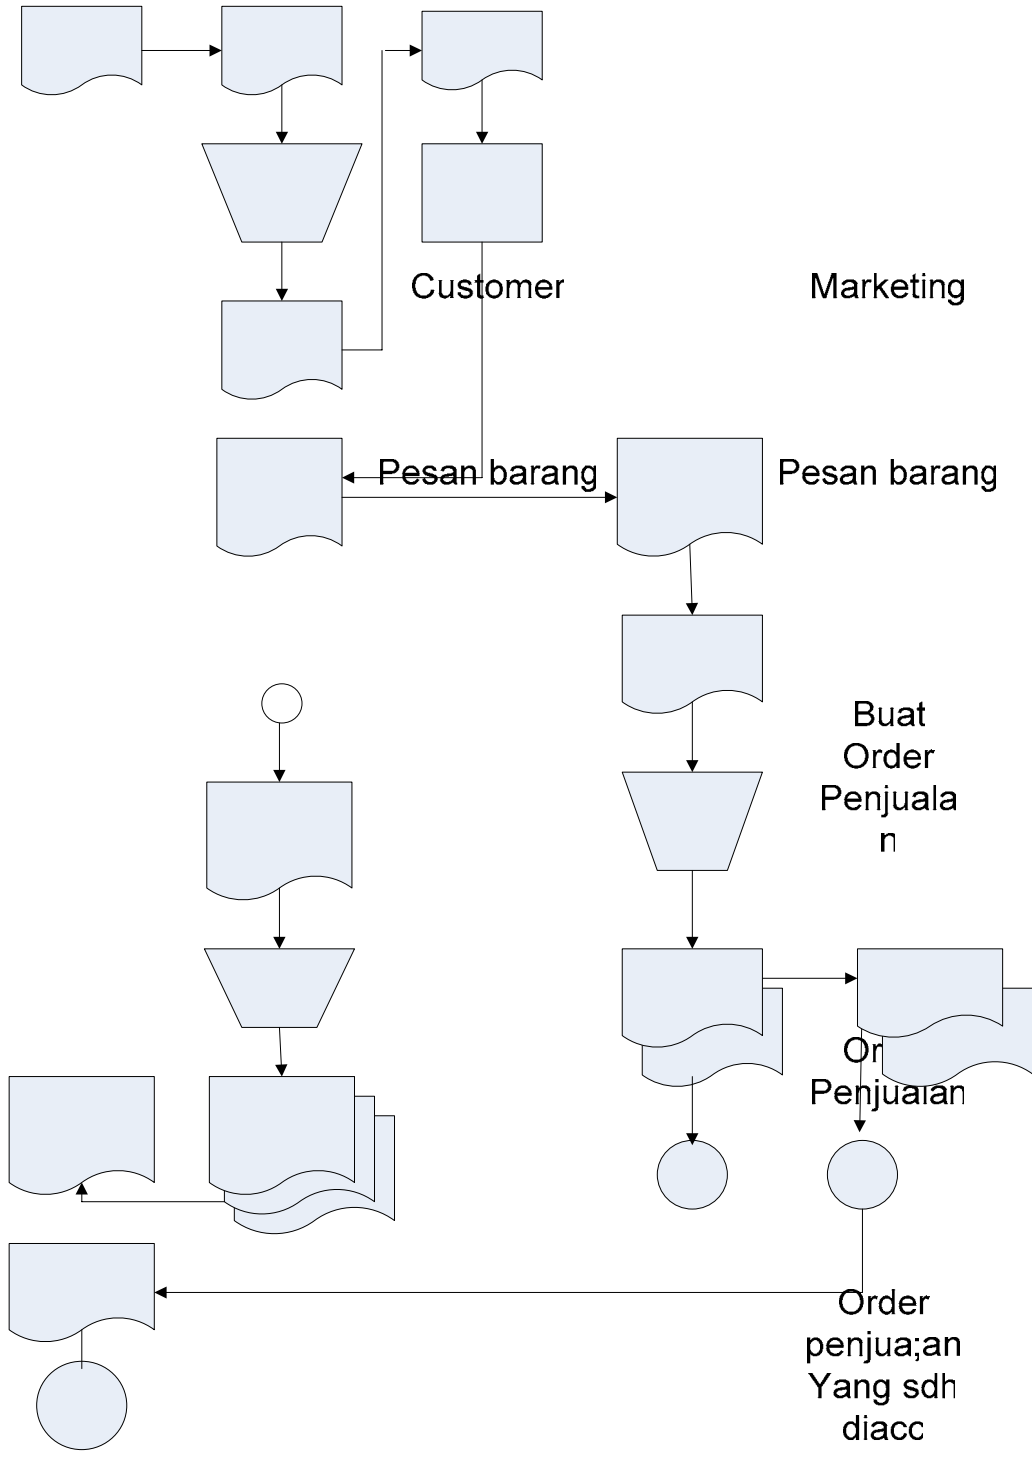 Customer Marketing
Pesan barang Pesan barang
Buat
Order
Penjuala
n
Or
Penjualan
Order
penjua;an
Yang sdh
diacc